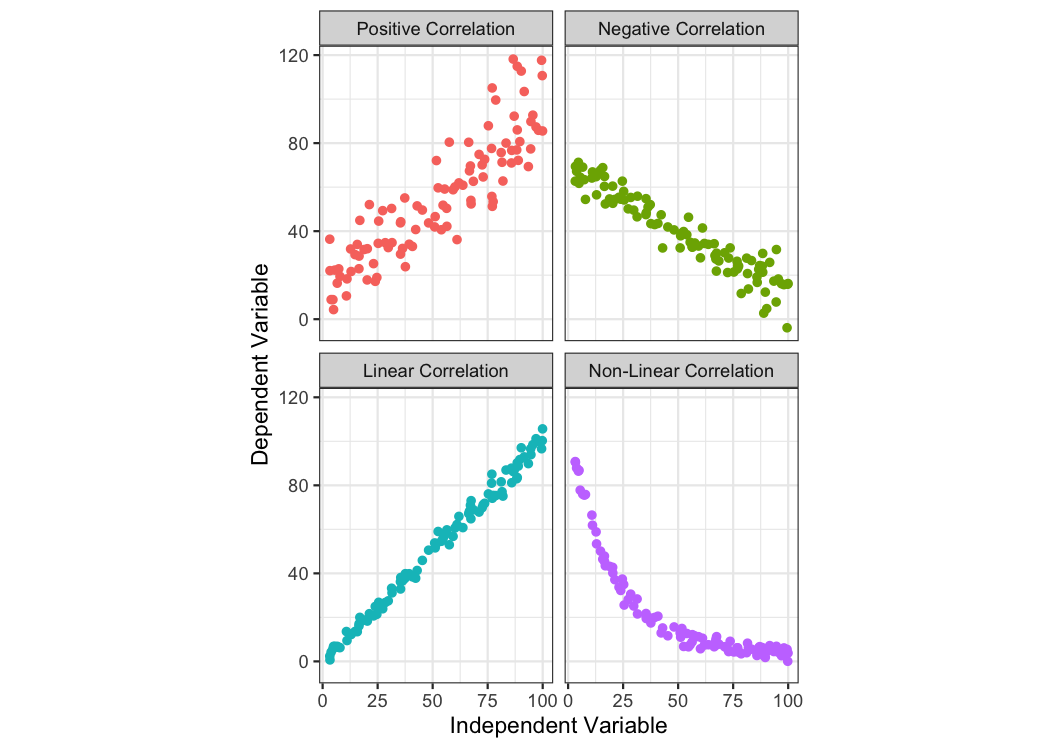 Positive Correlation
Negative Correlation
120
80
40
0
Linear Correlation
Non-Linear Correlation
120
80
40
0
Dependent Variable
0 25 50 75 100
0 25 50 75 100
Independent Variable